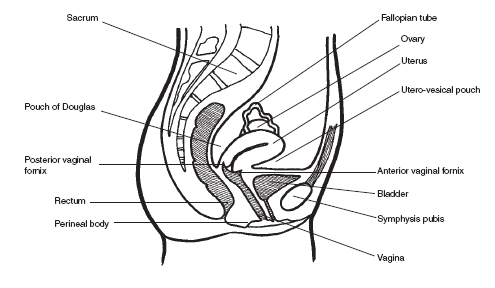 Sacrum
Pouch of Douglas
Posterior vaginal
fornix
Rectum
Perineal body
Fallopian tube
Ovary
Uterus
Utero-vesical pouch
Anterior vaginal fornix
Bladder
Symphysis pubis
Vagina